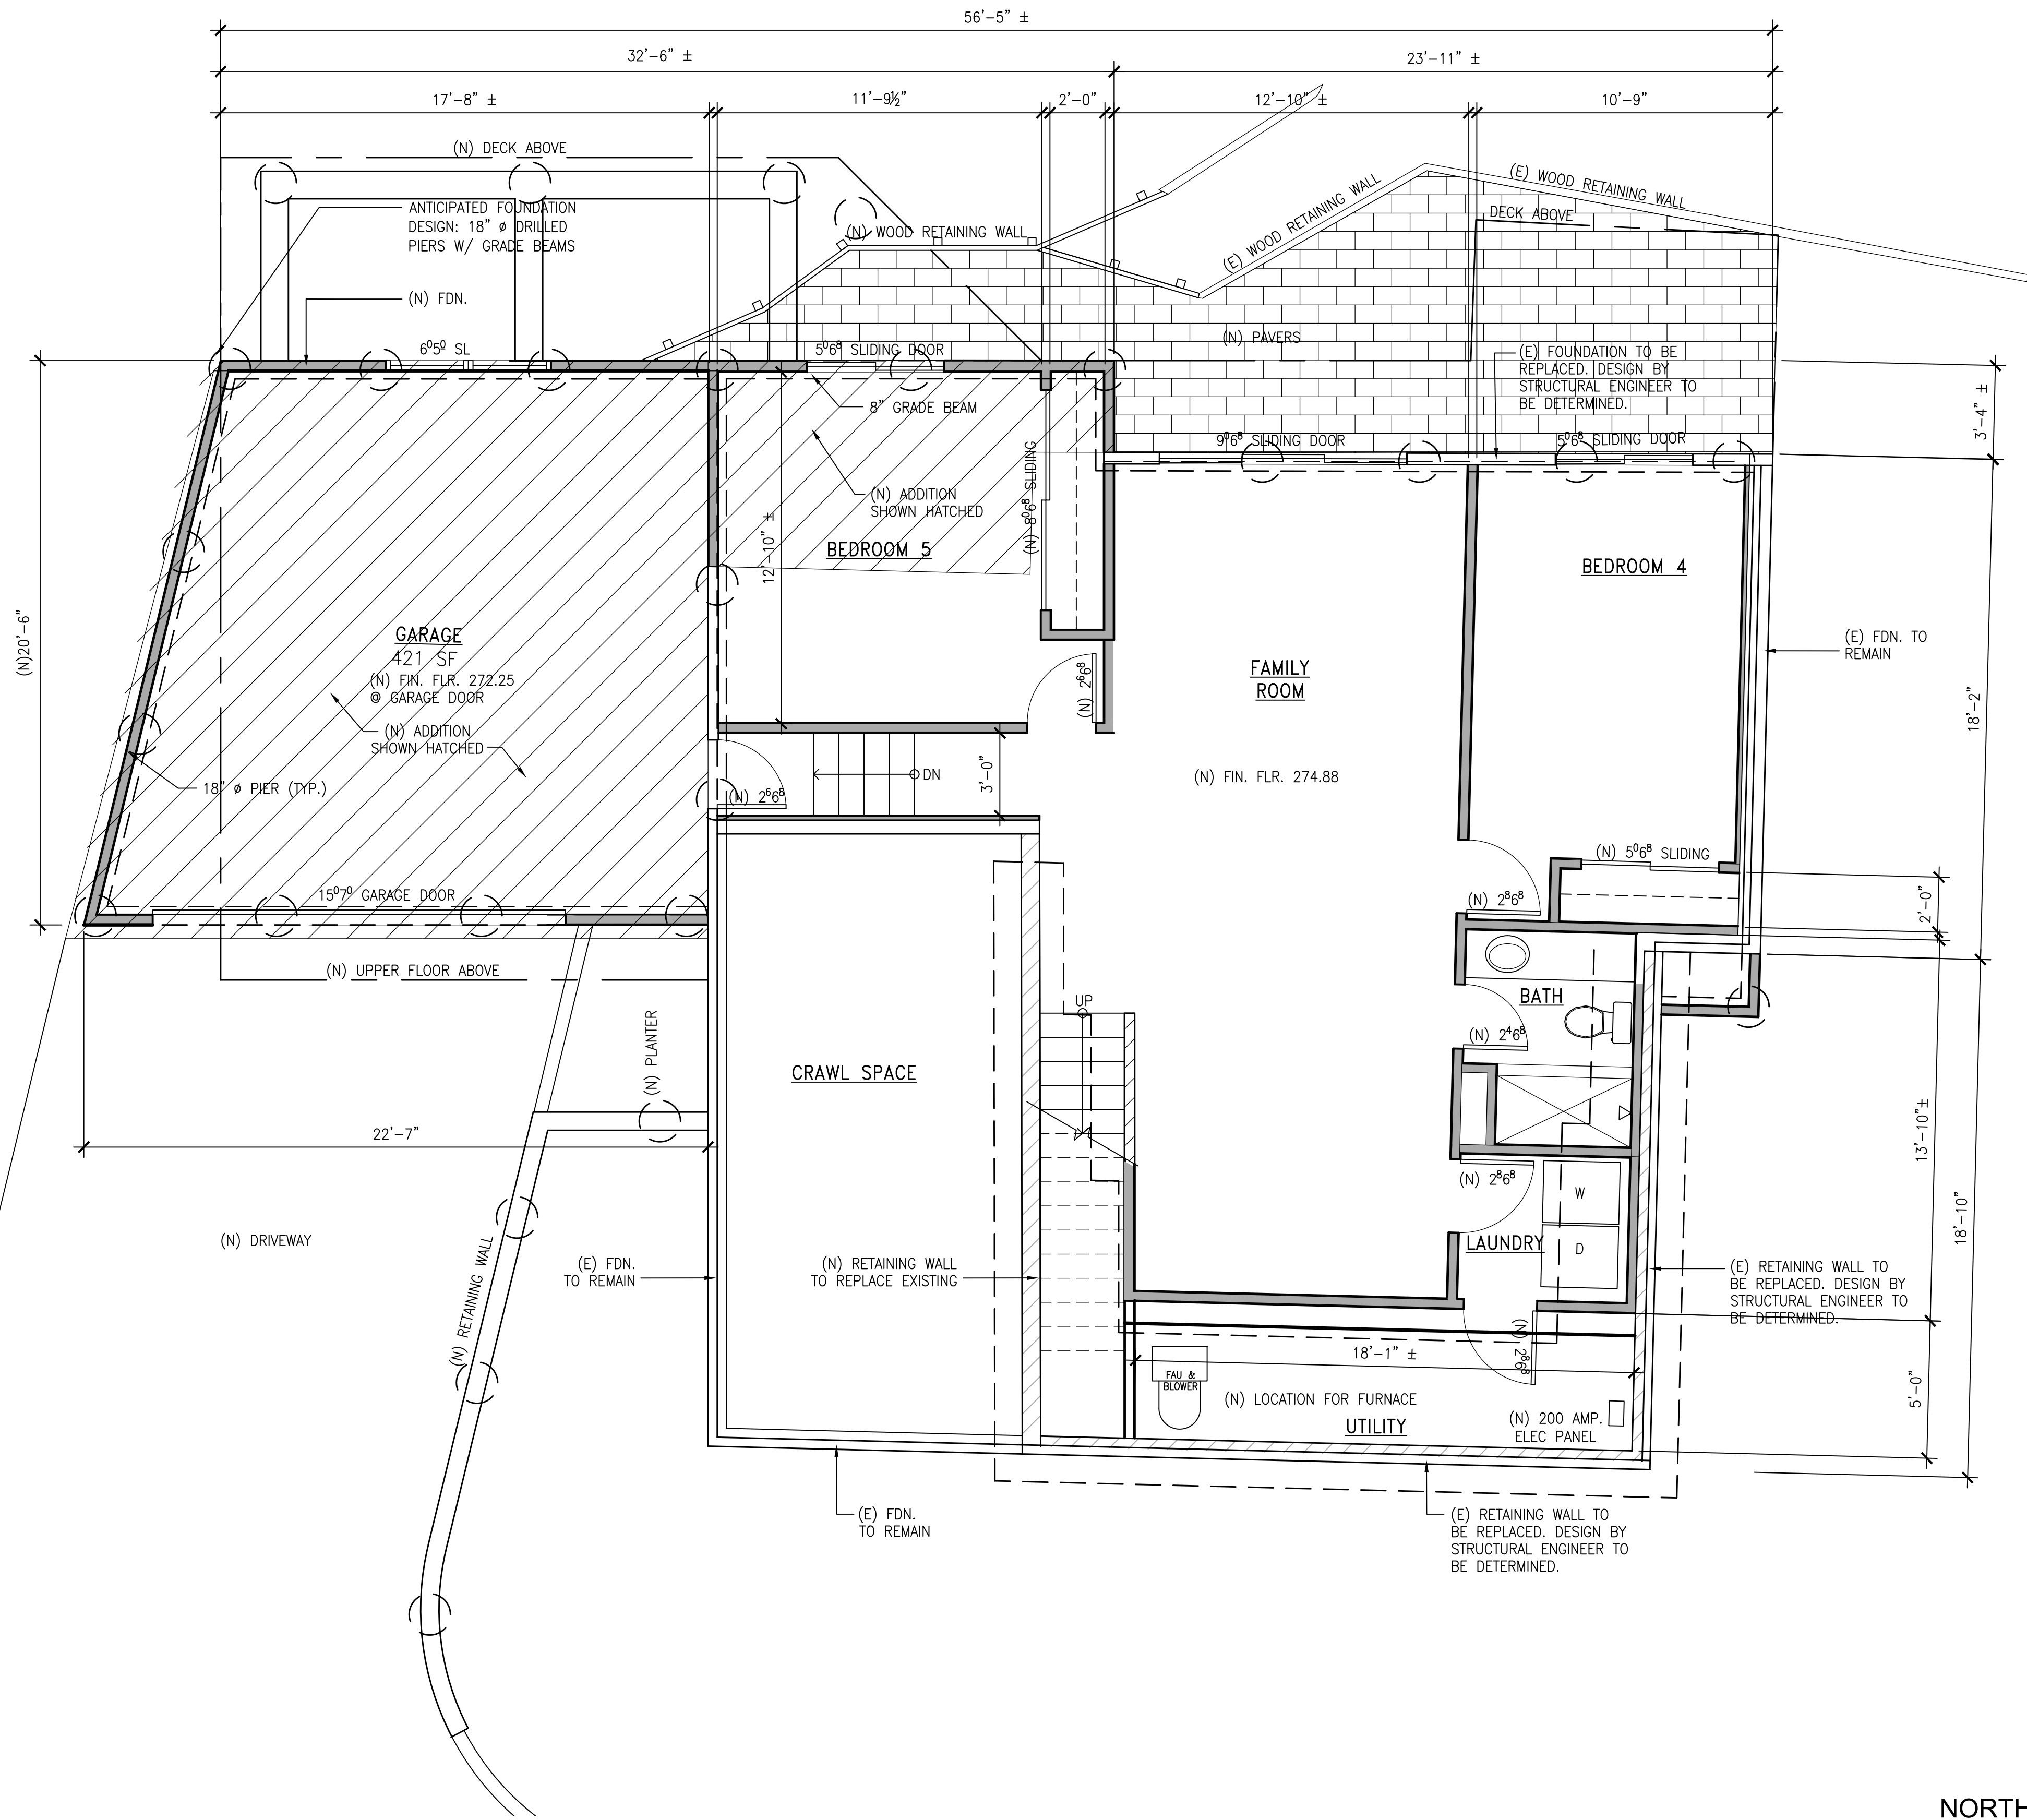 56'-5" ±
32'-6" ±
23'-11" ±
17'-8" ±
11'-9½"
2'-0"
12'-10" ±
10'-9"
(N) DECK ABOVE
ANTICIPATED FOUNDATION
DESIGN: 18" ø DRILLED
PIERS W/ GRADE BEAMS
(N) WOOD RETAINING WALL
(E) WOOD RETAINING WALL
(E) WOOD RETAINING WALL
DECK ABOVE
(N) FDN.
(N) PAVERS
6⁰5⁰ SL
5⁰6⁸ SLIDING DOOR
(E) FOUNDATION TO BE
REPLACED. DESIGN BY
STRUCTURAL ENGINEER TO
BE DETERMINED.
3'-4" ±
8" GRADE BEAM
9⁰6⁸ SLIDING DOOR
5⁰6⁸ SLIDING DOOR
(N) ADDITION
SHOWN HATCHED
(N) 8⁰6⁸ SLIDING
12'-10" ±
BEDROOM 5
BEDROOM 4
(N)20'-6"
GARAGE
421 SF
(N) FIN. FLR. 272.25
@ GARAGE DOOR
(N) ADDITION
SHOWN HATCHED
18" ø PIER (TYP.)
(N) 2⁶6⁸
FAMILY
ROOM
(E) FDN. TO
REMAIN
18'-2"
(N) 2⁶6⁸
DN
3'-0"
(N) FIN. FLR. 274.88
(N) 5⁰6⁸ SLIDING
15⁰7⁰ GARAGE DOOR
(N) 2⁸6⁸
2'-0"
(N) UPPER FLOOR ABOVE
BATH
UP
(N) PLANTER
(N) 2⁴6⁸
CRAWL SPACE
22'-7"
13'-10"±
(N) 2⁸6⁸
W
D
LAUNDRY
18'-10"
(N) DRIVEWAY
(N) RETAINING WALL
(E) FDN.
TO REMAIN
(N) RETAINING WALL
TO REPLACE EXISTING
(E) RETAINING WALL TO
BE REPLACED. DESIGN BY
STRUCTURAL ENGINEER TO
BE DETERMINED.
(N) 2⁸6⁸
18'-1" ±
FAU &
BLOWER
(N) LOCATION FOR FURNACE
UTILITY
(N) 200 AMP.
ELEC PANEL
5'-0"
(E) FDN.
TO REMAIN
(E) RETAINING WALL TO
BE REPLACED. DESIGN BY
STRUCTURAL ENGINEER TO
BE DETERMINED.
NORTH